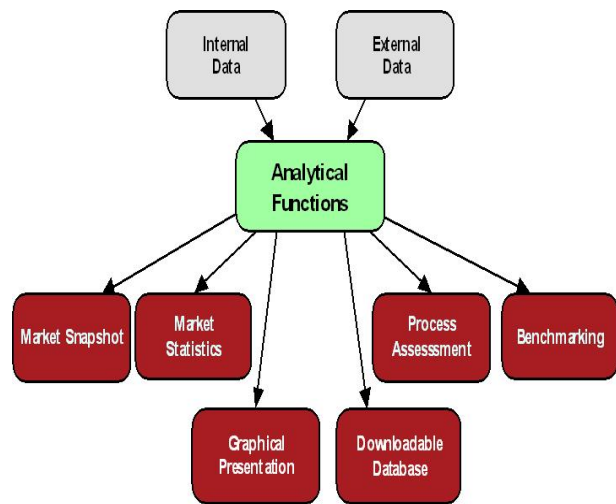 Internal
Data
External
Data
Analytical
Functions
Market Snapshot
Market
Statistics
Process
Assesssment
Benchmarking
Graphical
Presentation
Downloadable
Database